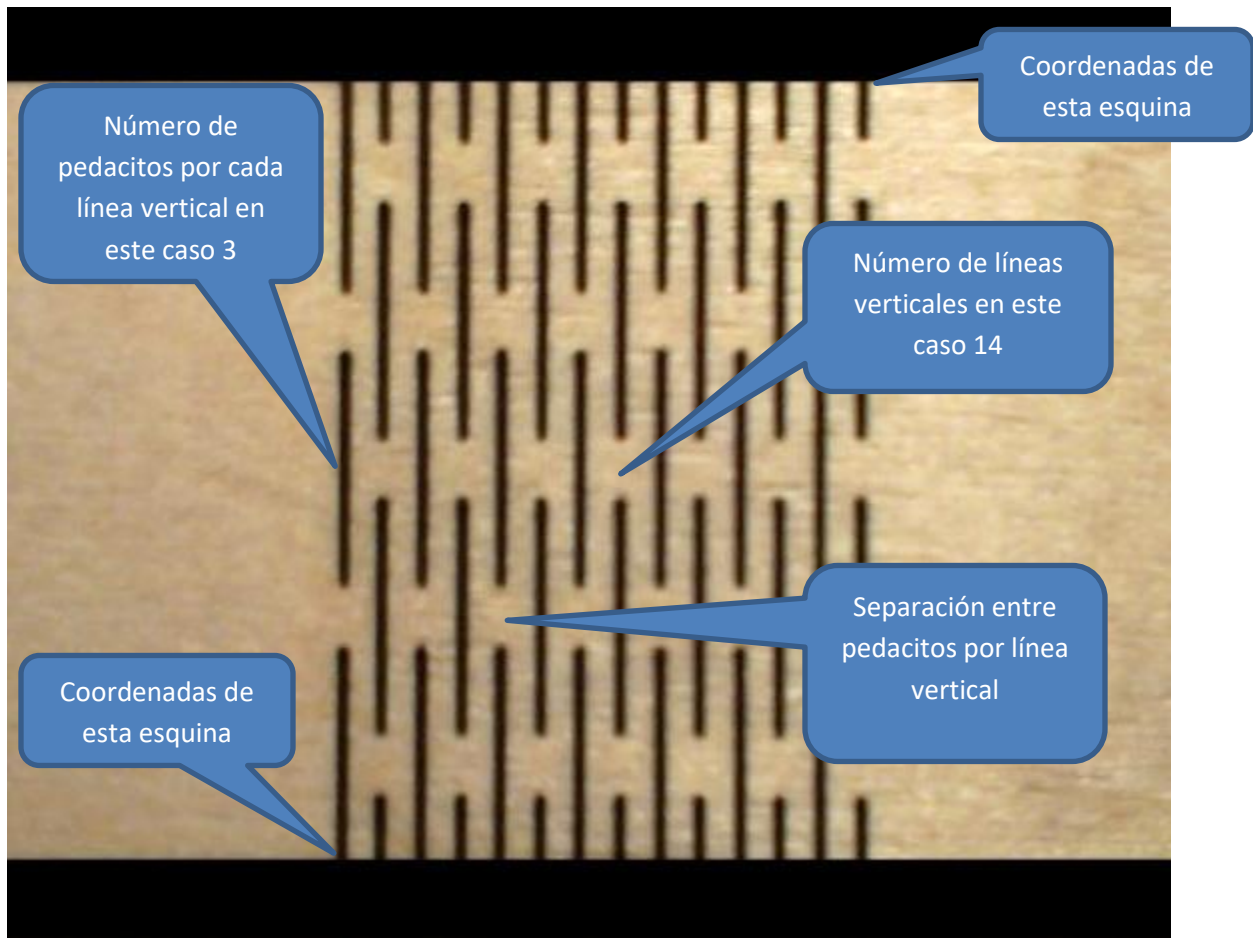 Coordenadas de
esta esquina
Número de
pedacitos por cada
línea vertical en
este caso 3
Número de líneas
verticales en este
caso 14
Separación entre
pedacitos por línea
vertical
Coordenadas de
esta esquina